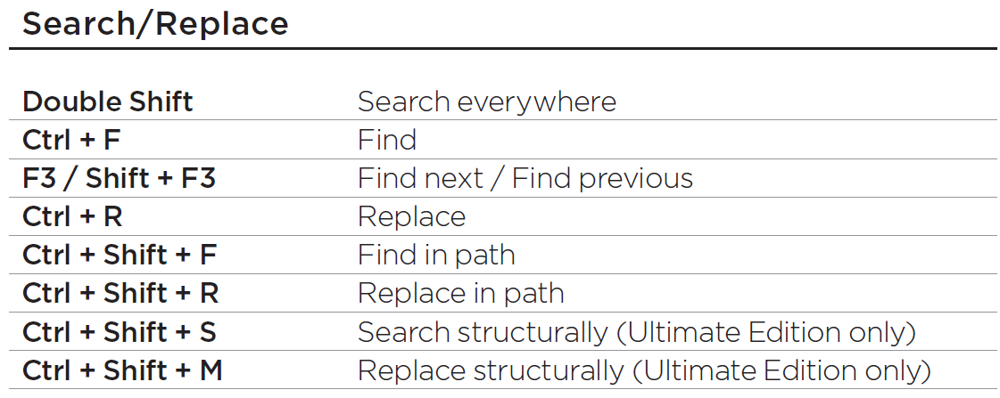 Search/Replace
Double Shift Search everywhere
Ctrl + F Find
F3 / Shift + F3 Find next / Find previous
Ctrl + R Replace
Ctrl + Shift + F Find in path
Ctrl + Shift + R Replace in path
Ctrl + Shift + S Search structurally (Ultimate Edition only)
Ctrl + Shift + M Replace structurally (Ultimate Edition only)